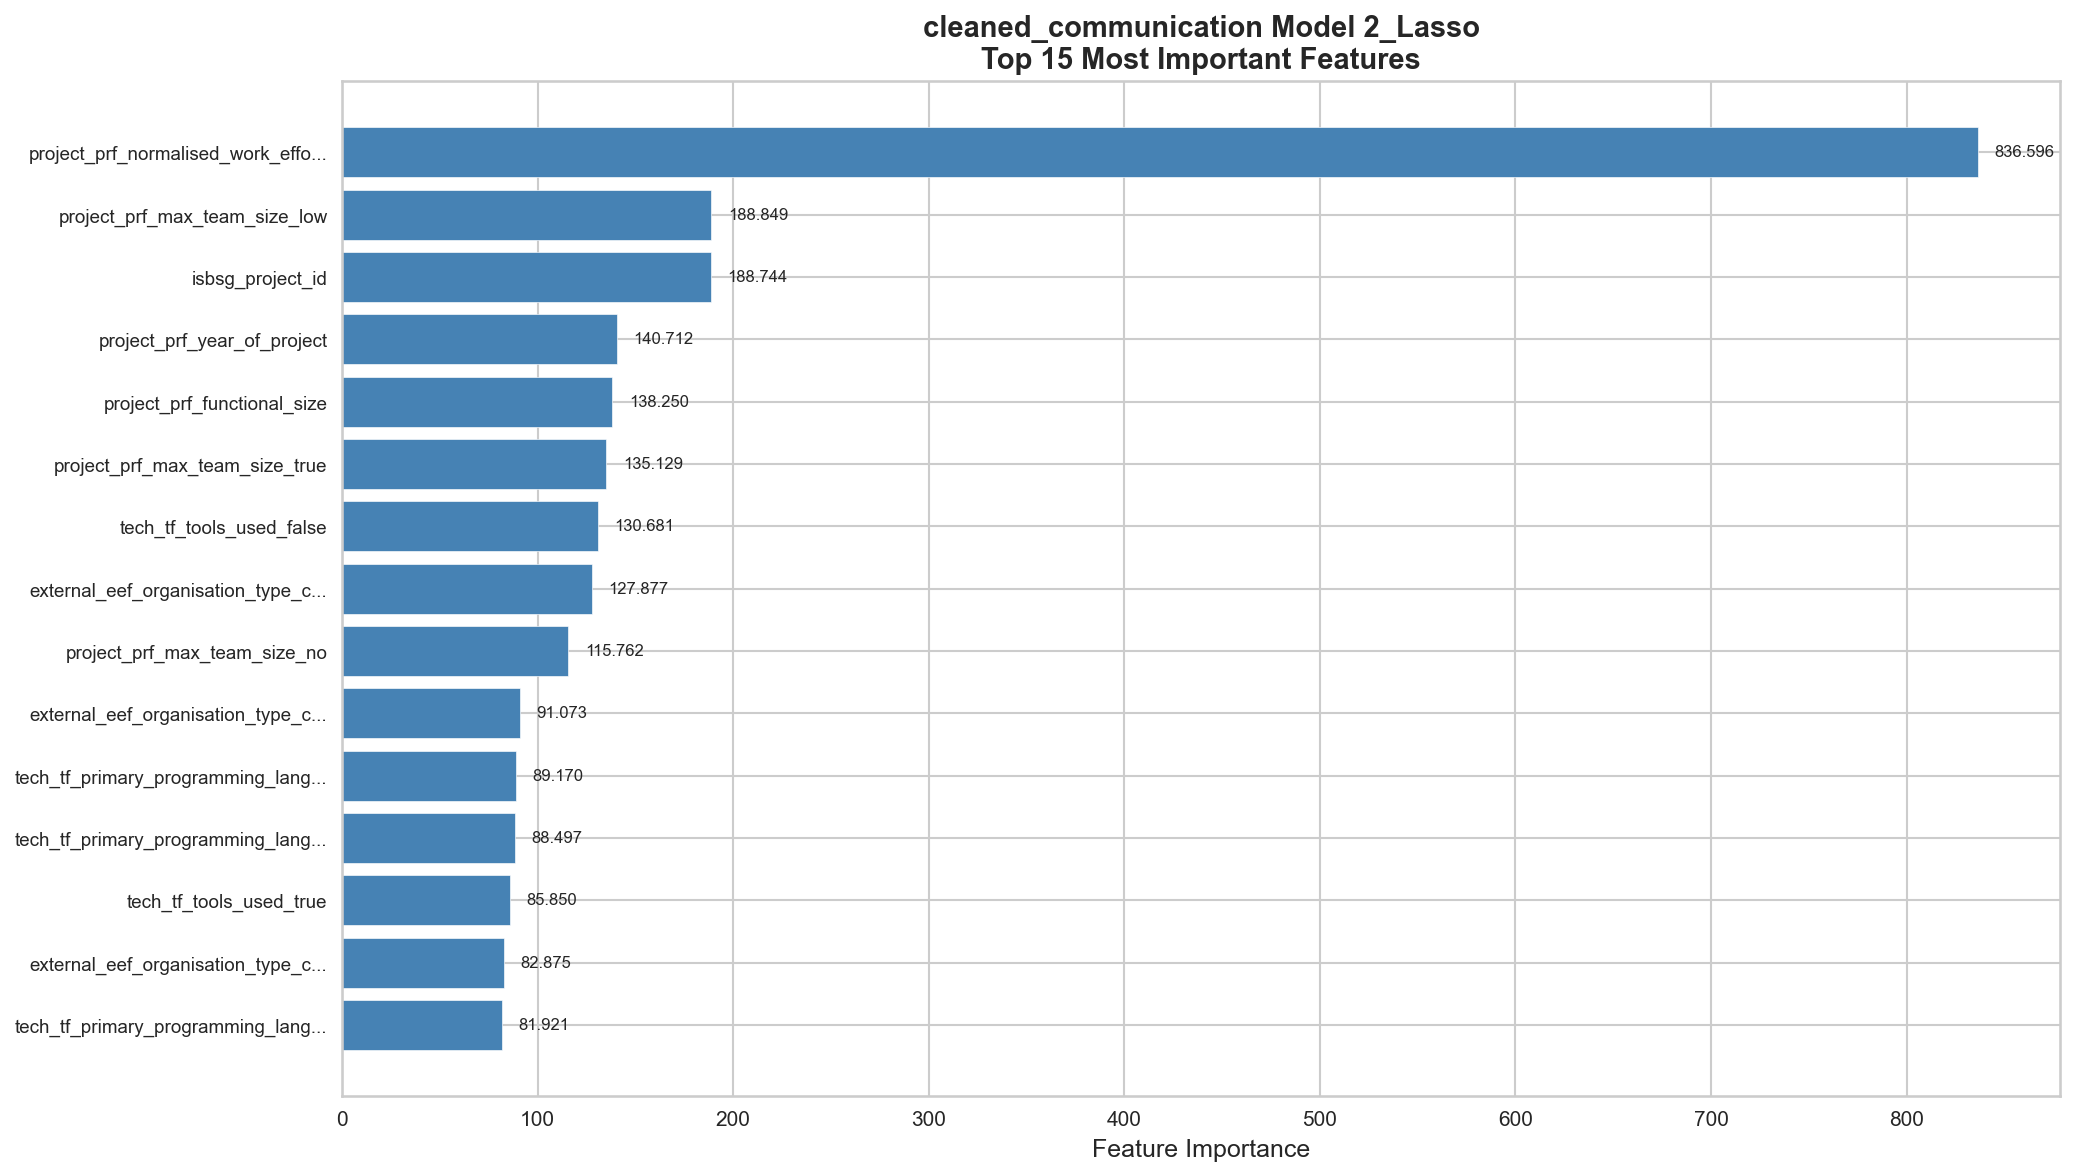 cleaned_communication Model 2_Lasso
Top 15 Most Important Features
project_prf_normalised_work_effo... 836.596
project_prf_max_team_size_low 188.849
isbsg_project_id 188.744
project_prf_year_of_project 140.712
project_prf_functional_size 138.250
project_prf_max_team_size_true 135.129
tech_tf_tools_used_false 130.681
external_eef_organisation_type_c... 127.877
project_prf_max_team_size_no 115.762
external_eef_organisation_type_c... 91.073
tech_tf_primary_programming_lang... 89.170
tech_tf_primary_programming_lang... 88.497
tech_tf_tools_used_true 85.850
external_eef_organisation_type_c... 82.875
tech_tf_primary_programming_lang... 81.921
0 100 200 300 400 500 600 700 800
Feature Importance